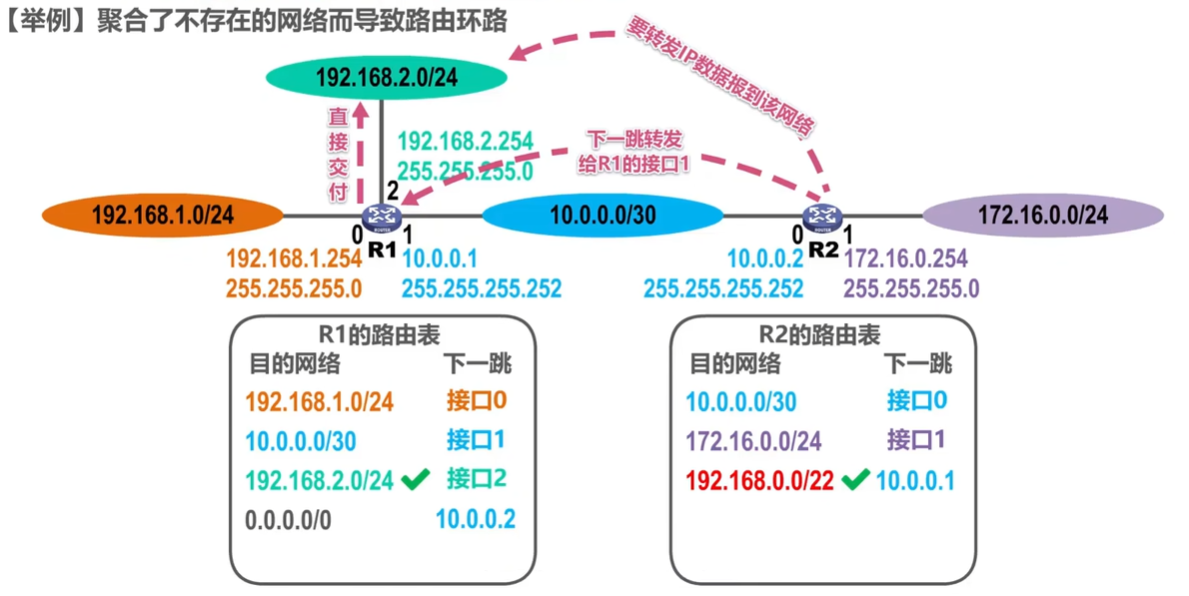 【举例】聚合了不存在的网络而导致路由环路
要转发IP数据报到该网络
192.168.2.0/24
直接交付
192.168.2.254
255.255.255.0
下一跳转发
给R1的接口1
2
192.168.1.0/24
10.0.0.0/30
172.16.0.0/24
0 R1 1
0 R2 1
192.168.1.254
255.255.255.0
10.0.0.1
255.255.255.252
10.0.0.2
255.255.255.252
172.16.0.254
255.255.255.0
R1的路由表
目的网络 下一跳
192.168.1.0/24 接口0
10.0.0.0/30 接口1
192.168.2.0/24 接口2
0.0.0.0/0 10.0.0.2
R2的路由表
目的网络 下一跳
10.0.0.0/30 接口0
172.16.0.0/24 接口1
192.168.0.0/22 10.0.0.1